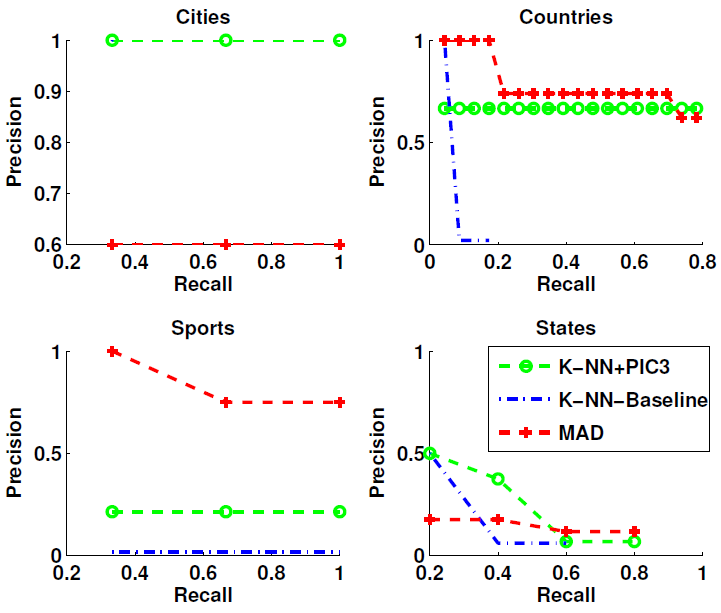 Cities
1
0.9
0.8
0.7
0.6
Precision
0.2 0.4 0.6 0.8 1
Recall
Countries
1
0.5
0
Precision
0 0.2 0.4 0.6 0.8
Recall
Sports
1
0.5
0
Precision
0.2 0.4 0.6 0.8 1
Recall
States
1
0.5
0
Precision
K-NN+PIC3
K-NN-Baseline
MAD
0.2 0.4 0.6 0.8 1
Recall